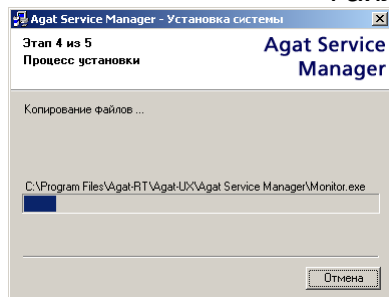 Agat Service Manager - Установка системы
Этап 4 из 5
Процесс установки
Agat Service
Manager
Копирование файлов ...
C:\Program Files\Agat-RT\Agat-UX\Agat Service Manager\Monitor.exe
Отмена